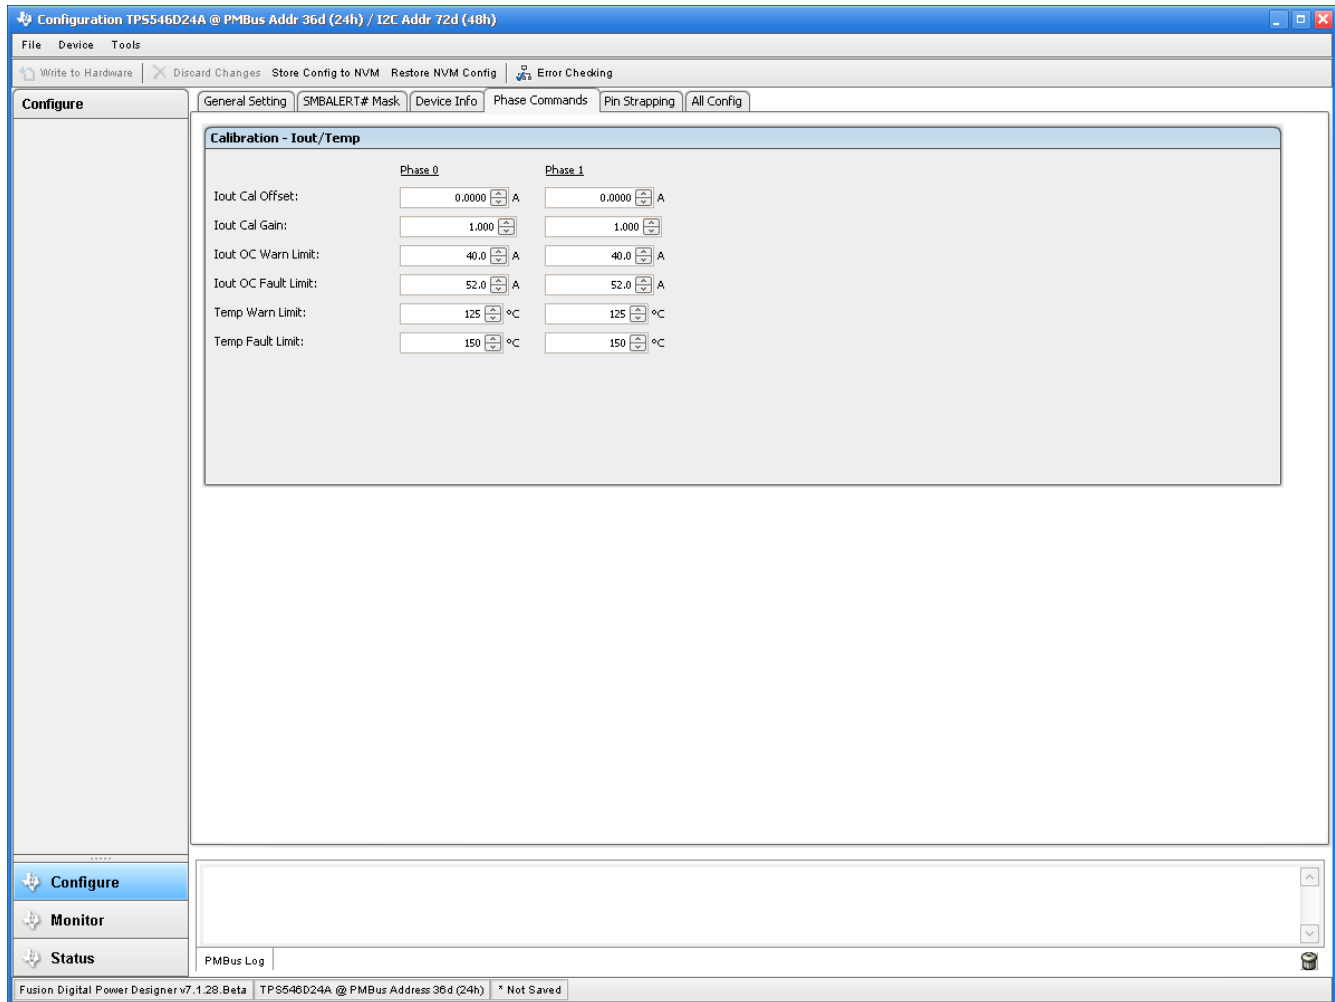 Configuration TPS546D24A @ PMBus Addr 36d (24h) / I2C Addr 72d (48h)
File Device Tools
Write to Hardware Discard Changes Store Config to NVM Restore NVM Config Error Checking
Configure
General Setting SMBALERT# Mask Device Info Phase Commands Pin Strapping All Config
Calibration - Iout/Temp
Phase 0 Phase 1
Iout Cal Offset: 0.0000 A 0.0000 A
Iout Cal Gain: 1.000 1.000
Iout OC Warn Limit: 40.0 A 40.0 A
Iout OC Fault Limit: 52.0 A 52.0 A
Temp Warn Limit: 125 ºC 125 ºC
Temp Fault Limit: 150 ºC 150 ºC
Configure
Monitor
Status
PMBus Log
Fusion Digital Power Designer v7.1.28.Beta TPS546D24A @ PMBus Address 36d (24h) * Not Saved